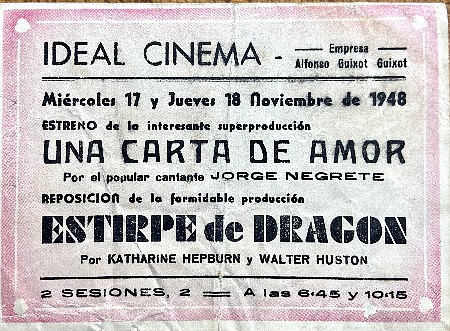 IDEAL CINEMA -
Empresa
Alfonso Guixot Guixot
Miércoles 17 y Jueves 18 Noviembre de 1948
ESTRENO de la interesante superproducción
UNA CARTA DE AMOR
Por el popular cantante JORGE NEGRETE
REPOSICION de la formidable producción
ESTIRPE de DRAGON
Por KATHARINE HEPBURN y WALTER HUSTON
2 SESIONES, 2 = A las 6·45 y 10·15